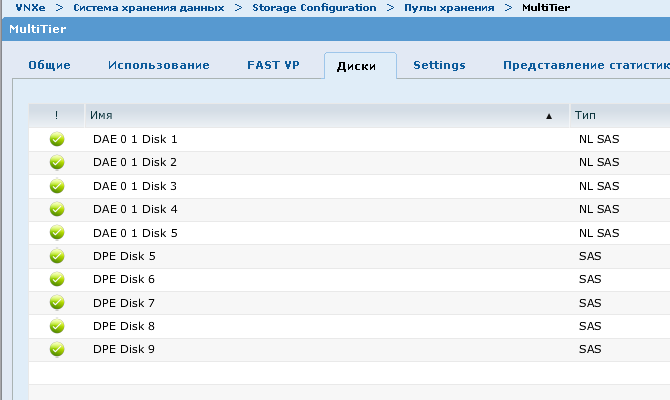 VNXe > Система хранения данных > Storage Configuration > Пулы хранения > MultiTier
MultiTier
Общие Использование FAST VP Диски Settings Представление статистик
! Имя ▲ Тип
DAE 0 1 Disk 1 NL SAS
DAE 0 1 Disk 2 NL SAS
DAE 0 1 Disk 3 NL SAS
DAE 0 1 Disk 4 NL SAS
DAE 0 1 Disk 5 NL SAS
DPE Disk 5 SAS
DPE Disk 6 SAS
DPE Disk 7 SAS
DPE Disk 8 SAS
DPE Disk 9 SAS